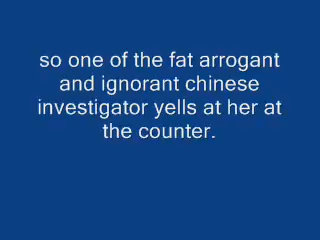 so one of the fat arrogant
and ignorant chinese
investigator yells at her at
the counter.